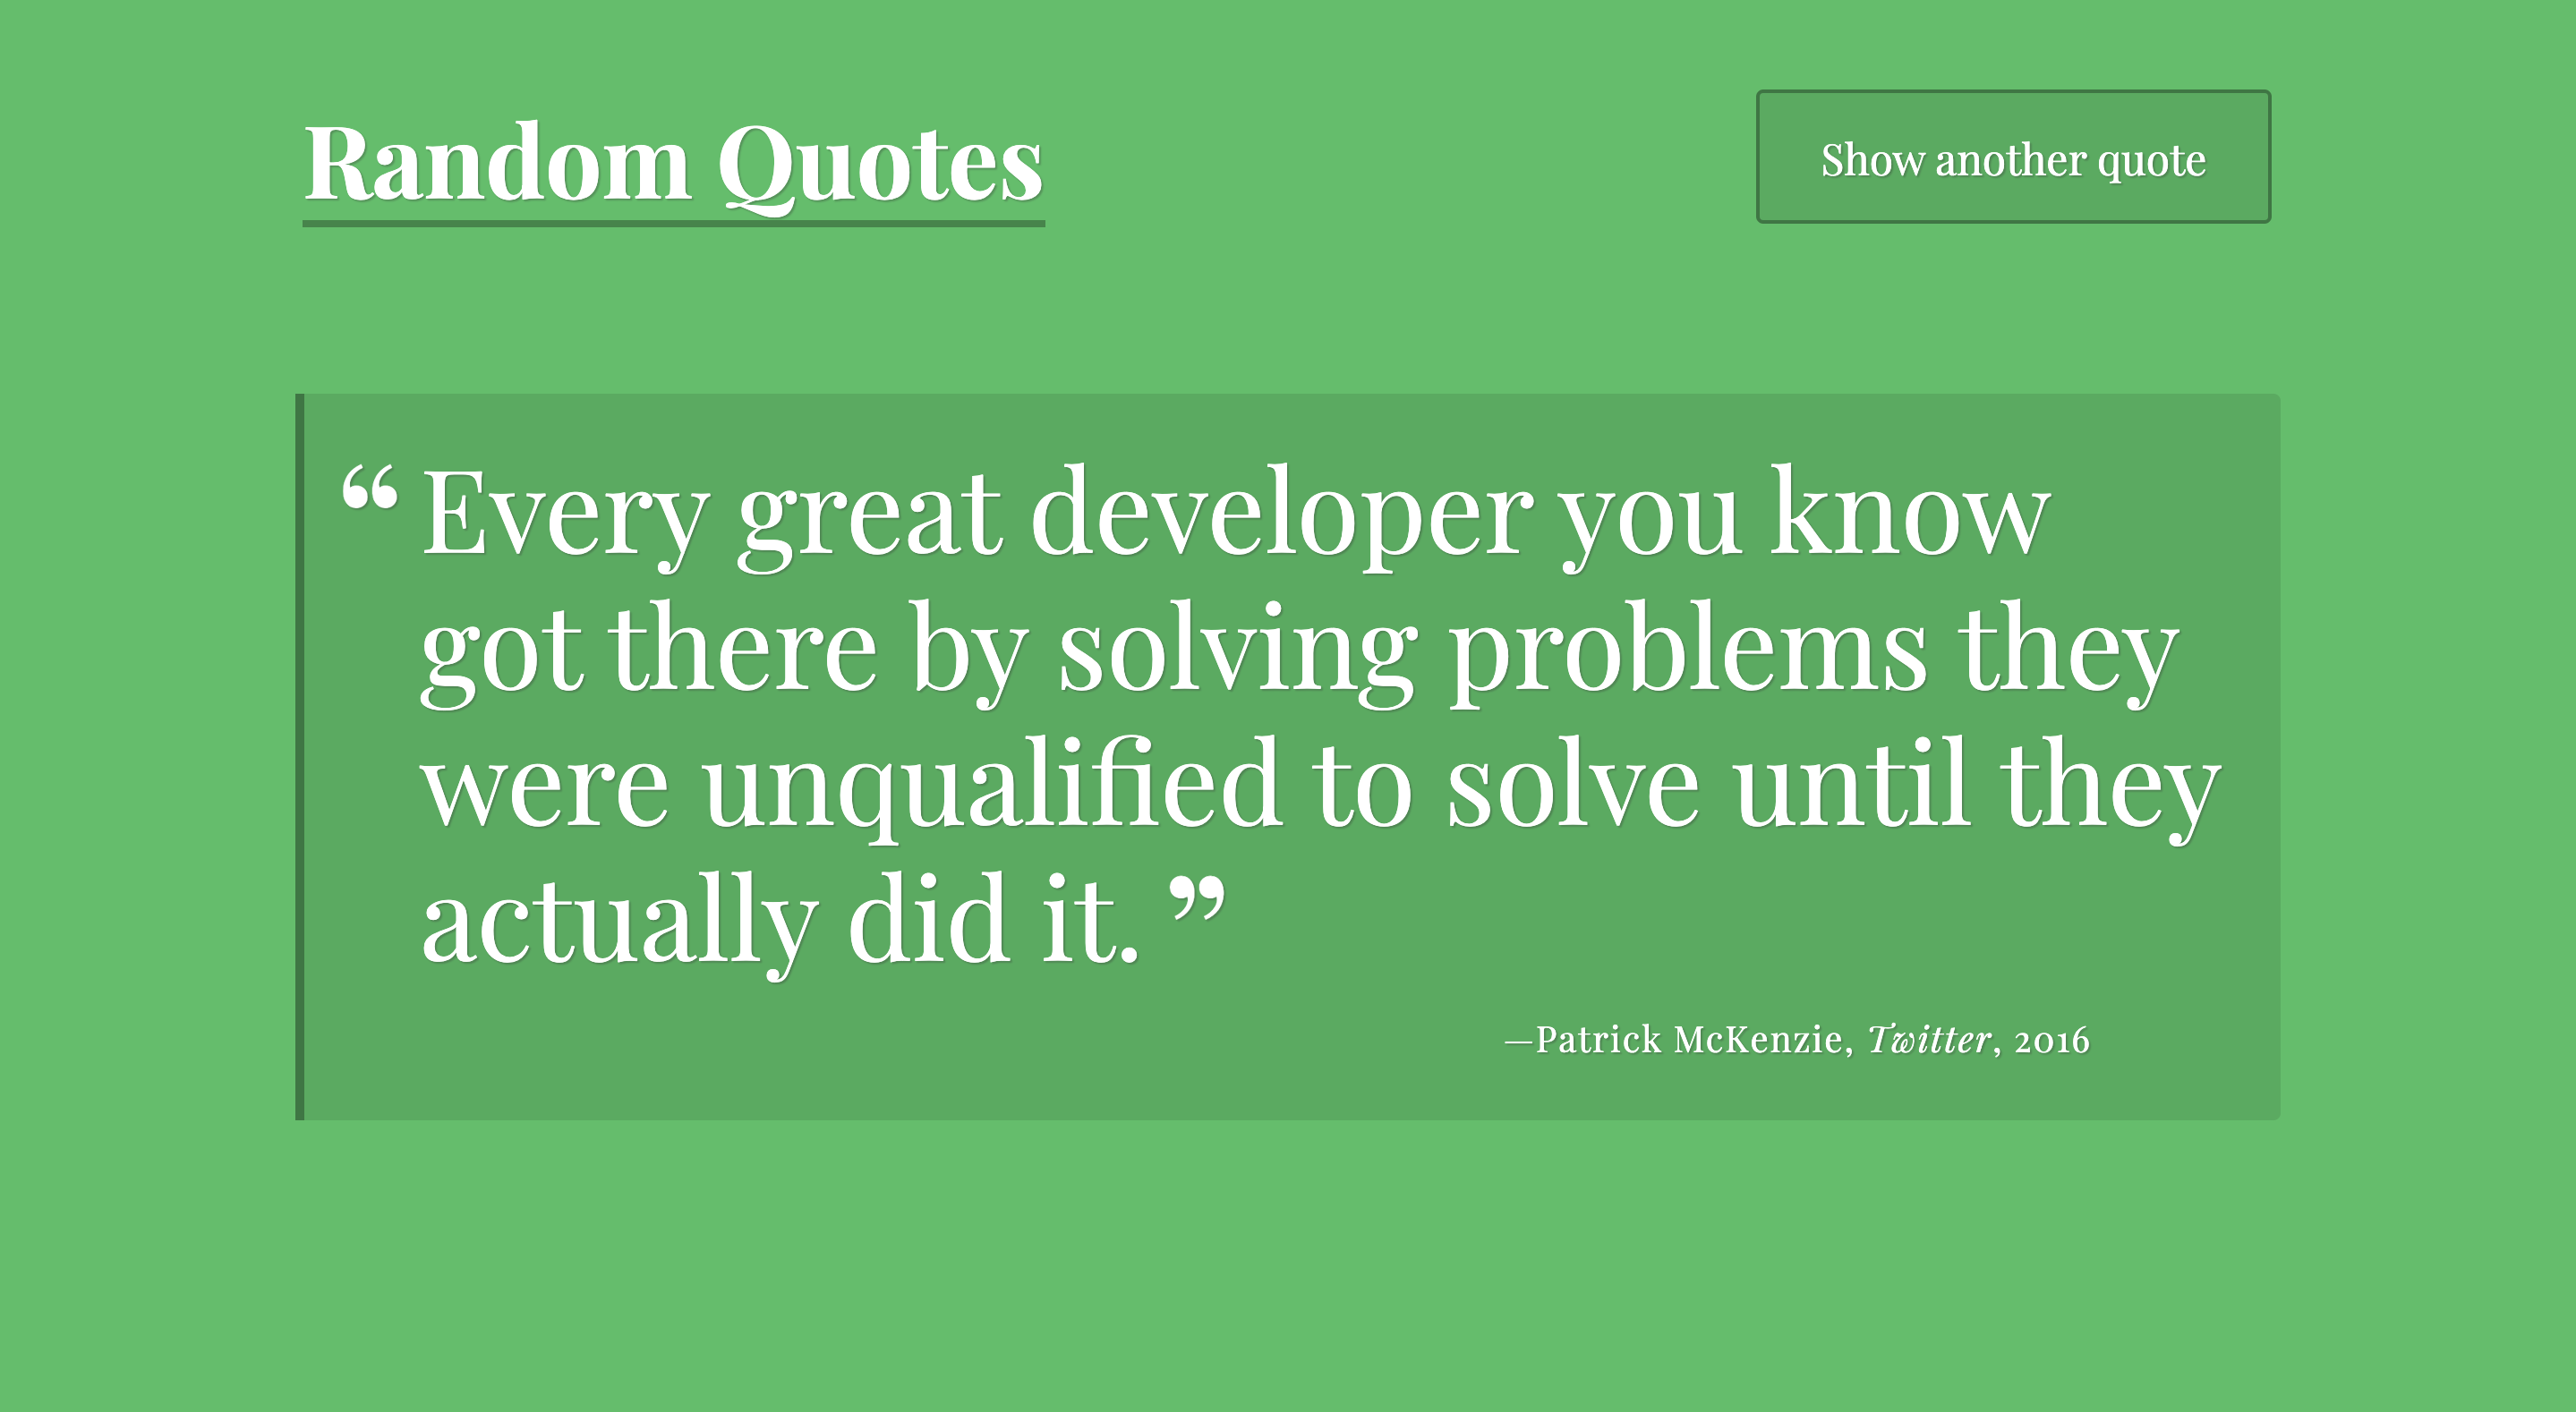 Random Quotes
Show another quote
“Every great developer you know
got there by solving problems they
were unqualified to solve until they
actually did it.”
—Patrick McKenzie, Twitter, 2016